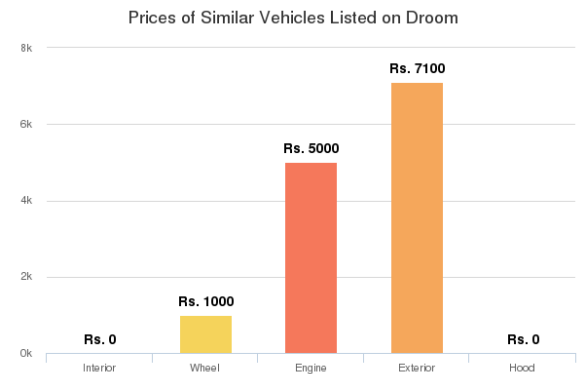 Prices of Similar Vehicles Listed on Droom
8k
Rs. 7100
6k
Rs. 5000
4k
2k
Rs. 1000
Rs. 0
Rs. 0
0k
Interior
Wheel
Engine
Exterior
Hood